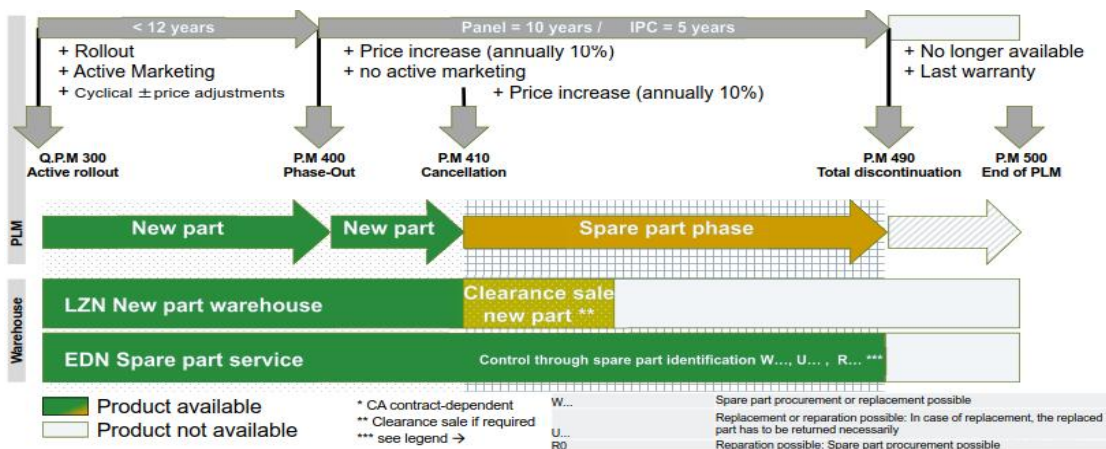 < 12 years
Panel = 10 years / IPC = 5 years
+ Rollout
+ Active Marketing
+ Cyclical ± price adjustments
+ Price increase (annually 10%)
+ no active marketing
+ Price increase (annually 10%)
+ No longer available
+ Last warranty
Q.P.M 300
Active rollout
P.M 400
Phase-Out
P.M 410
Cancellation
P.M 490
Total discontinuation
P.M 500
End of PLM
PLM
New part
New part
Spare part phase
Warehouse
LZN New part warehouse
Clearance sale
new part **
EDN Spare part service
Control through spare part identification W..., U... , R... ***
Product available
Product not available
* CA contract-dependent
** Clearance sale if required
*** see legend →
W... Spare part procurement or replacement possible
U... Replacement or reparation possible: In case of replacement, the replaced
part has to be returned necessarily
R0 Reparation possible: Spare part procurement possible